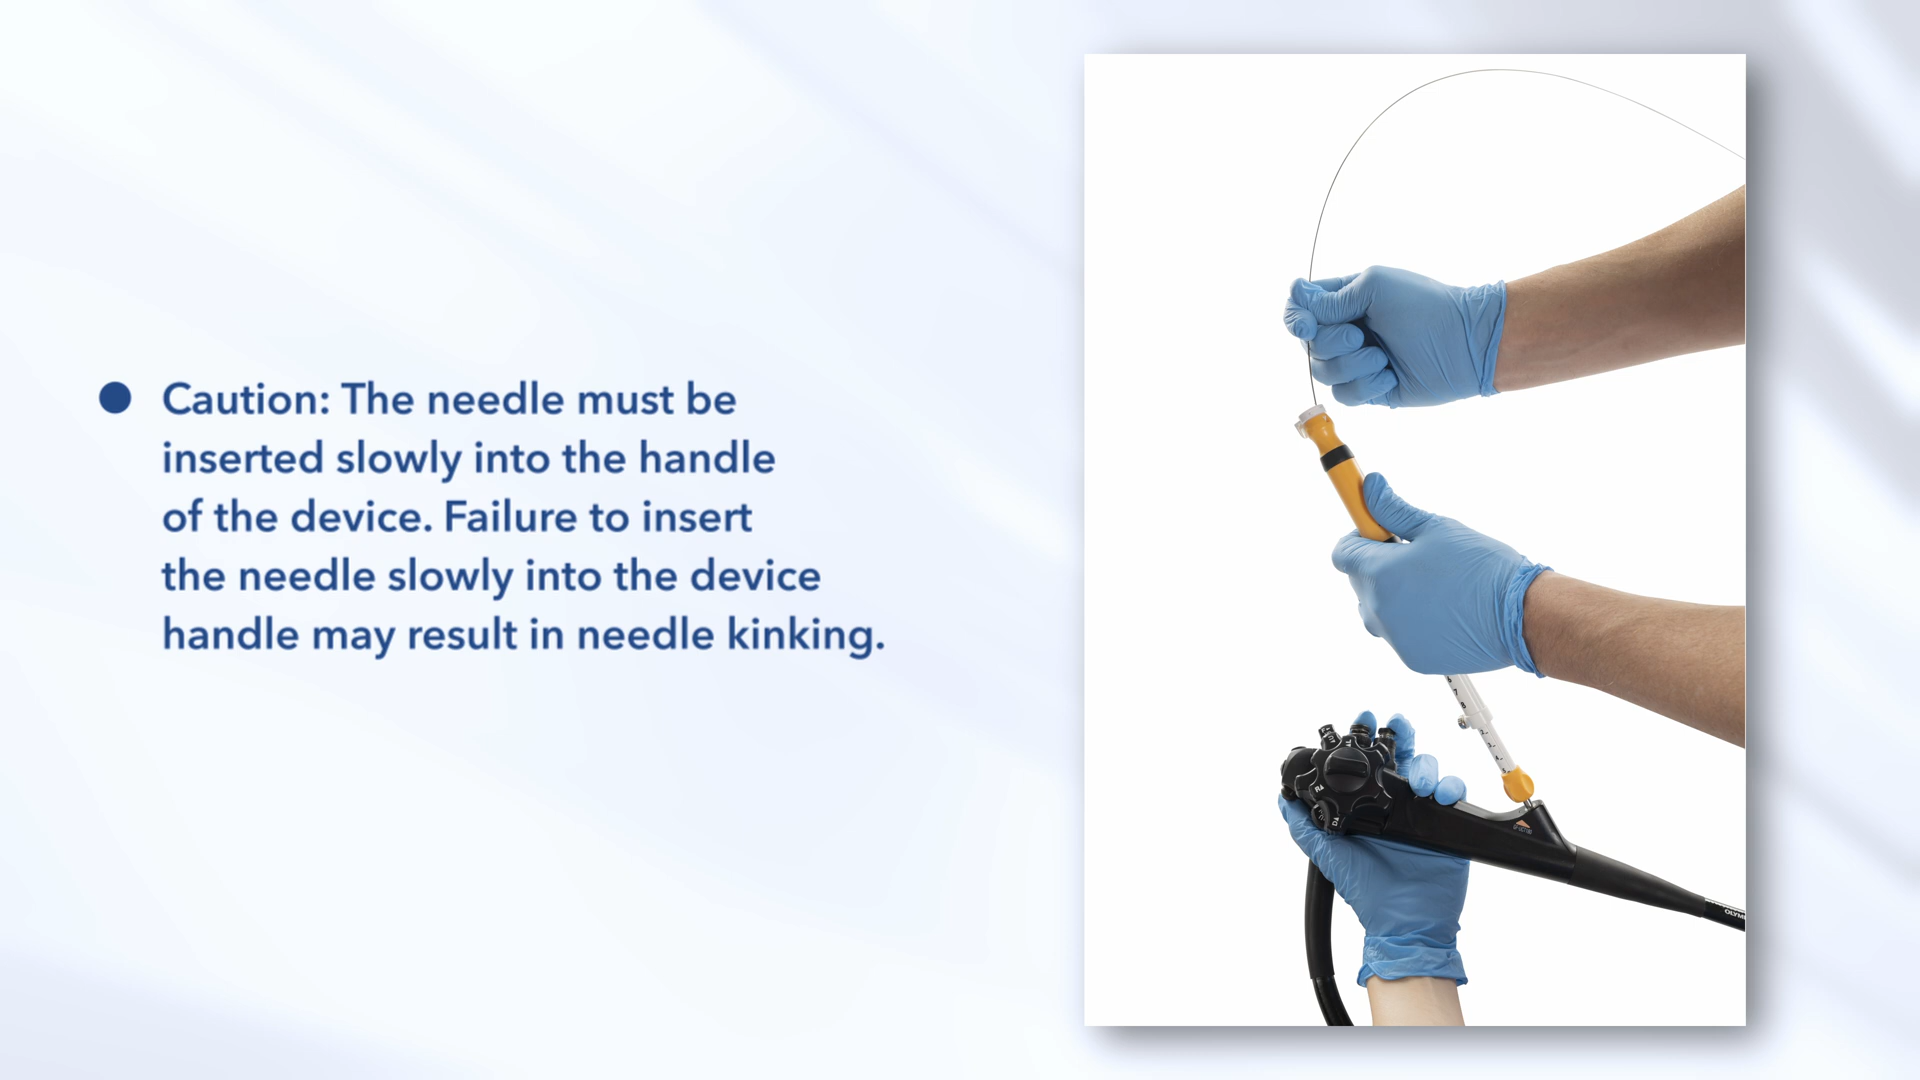 Caution: The needle must be
inserted slowly into the handle
of the device. Failure to insert
the needle slowly into the device
handle may result in needle kinking.